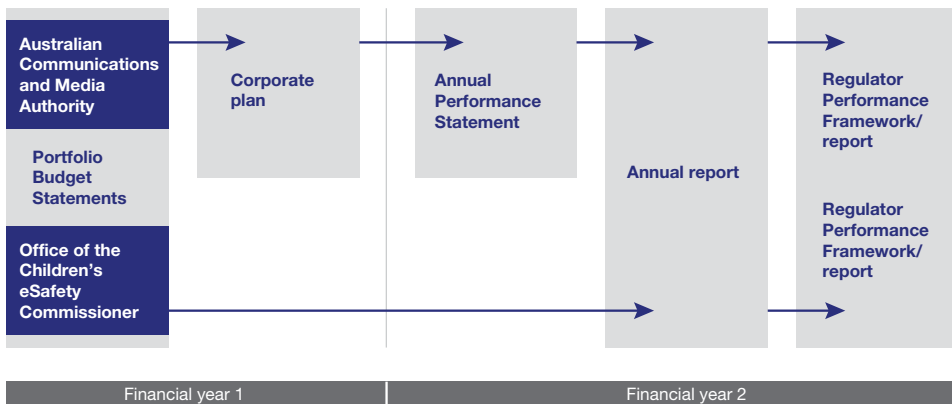 Australian
Communications
and Media
Authority
Portfolio
Budget
Statements
Office of the
Children's
eSafety
Commissioner
Corporate
plan
Annual
Performance
Statement
Annual report
Regulator
Performance
Framework/
report
Regulator
Performance
Framework/
report
Financial year 1
Financial year 2